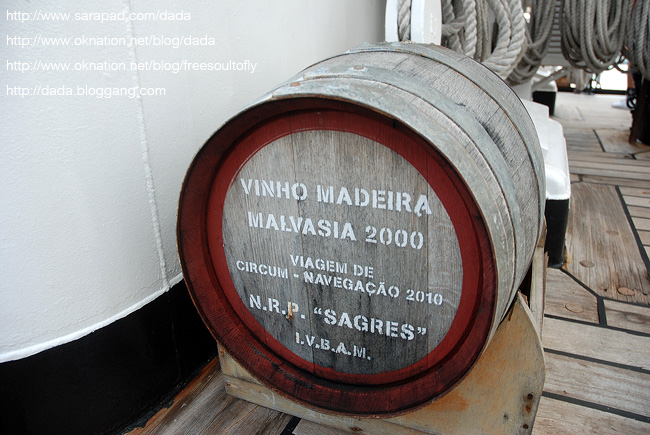 http://www.sarapad.com/dada
http://www.oknation.net/blog/dada
http://www.oknation.net/blog/freesoultofly
http://dada.bloggang.com
VINHO MADEIRA
MALVASIA 2000
VIAGEM DE
CIRCUM - NAVEGAÇÃO 2010
N.R.P. "SAGRES"
I.V.B.A.M.